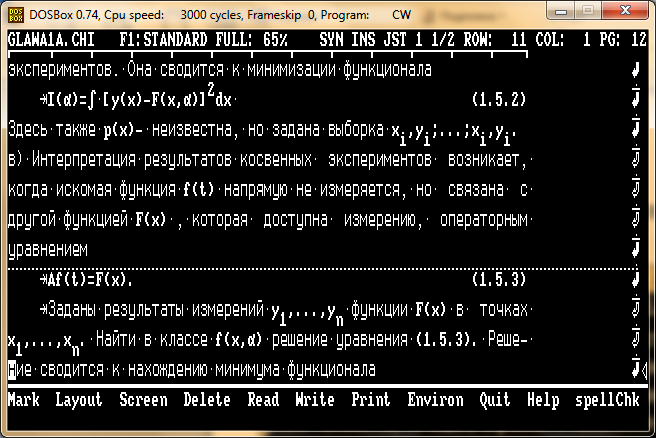 DOSBox 0.74, Cpu speed: 3000 cycles, Frameskip 0, Program: CW
GLAWA1A.CHI F1:STANDARD FULL: 65% SYN INS JST 1 1/2 ROW: 11 COL: 1 PG: 12
экспериментов. Она сводится к минимизации функционала
I(α)=∫ [y(x)-F(x,α)]²dx (1.5.2)
Здесь также p(x)- неизвестна, но задана выборка xᵢ,yᵢ;...;xᵢ,yᵢ.
в) Интерпретация результатов косвенных экспериментов возникает,
когда искомая функция f(t) напрямую не измеряется, но связана с
другой функцией F(x) , которая доступна измерению, операторным
уравнением
Af(t)=F(x). (1.5.3)
Заданы результаты измерений y₁,...,yₙ функции F(x) в точках
x₁,...,xₙ. Найти в классе f(x,α) решение уравнения (1.5.3). Реше-
ние сводится к нахождению минимума функционала
Mark Layout Screen Delete Read Write Print Environ Quit Help spellChk